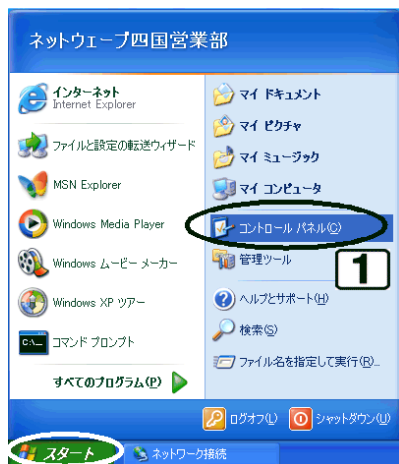 ネットウェーブ四国営業部
インターネット
Internet Explorer
ファイルと設定の転送ウィザード
MSN Explorer
Windows Media Player
Windows ムービー メーカー
Windows XP ツアー
C:\_
コマンド プロンプト
すべてのプログラム(P)
マイ ドキュメント
マイ ピクチャ
マイ ミュージック
マイ コンピュータ
コントロール パネル(C)
1
管理ツール
ヘルプとサポート(H)
検索(S)
ファイル名を指定して実行(R)...
ログオフ(L)
シャットダウン(U)
スタート
ネットワーク接続